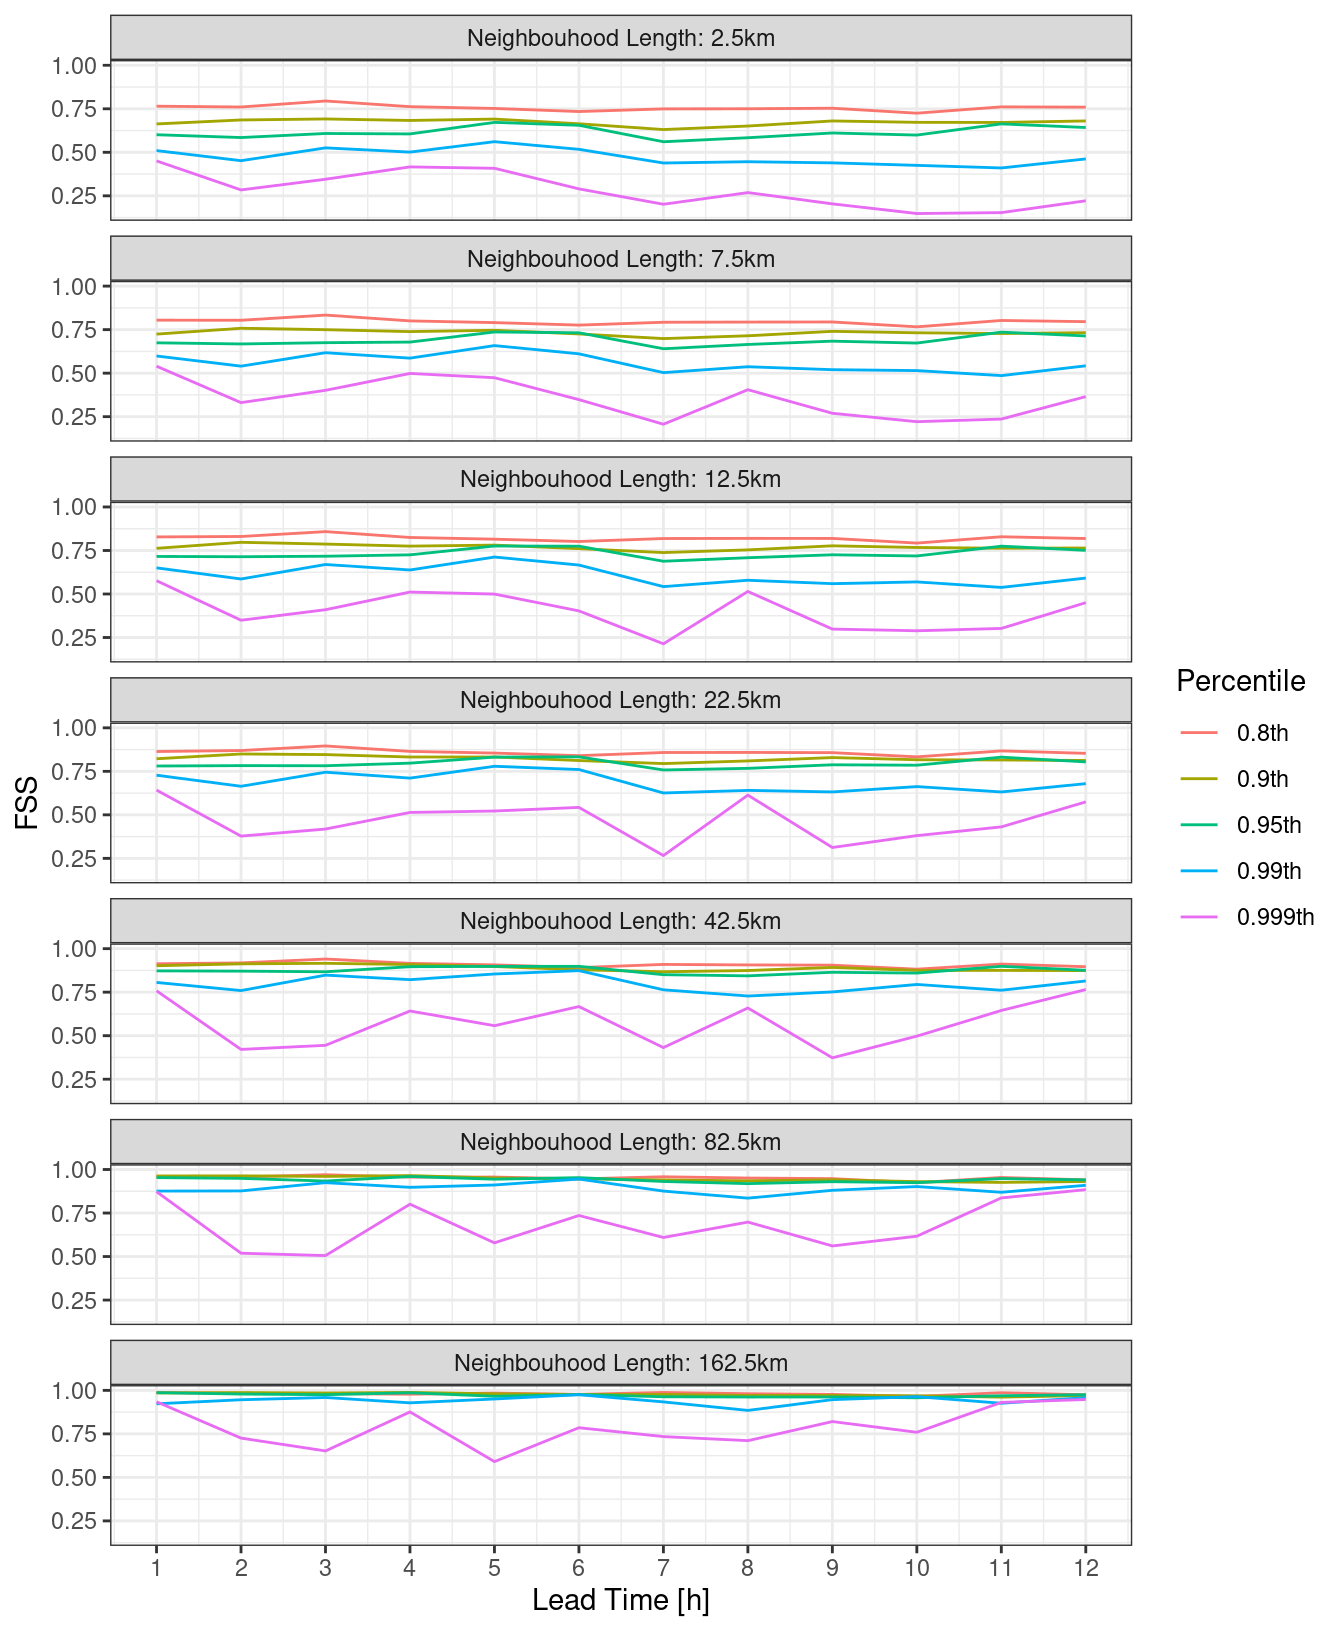 Neighbouhood Length: 2.5km
1.00
0.75
0.50
0.25
Neighbouhood Length: 7.5km
1.00
0.75
0.50
0.25
Neighbouhood Length: 12.5km
1.00
0.75
0.50
0.25
Neighbouhood Length: 22.5km
1.00
0.75
0.50
0.25
Neighbouhood Length: 42.5km
1.00
0.75
0.50
0.25
Neighbouhood Length: 82.5km
1.00
0.75
0.50
0.25
Neighbouhood Length: 162.5km
1.00
0.75
0.50
0.25
1 2 3 4 5 6 7 8 9 10 11 12
Lead Time [h]
FSS
Percentile
0.8th
0.9th
0.95th
0.99th
0.999th